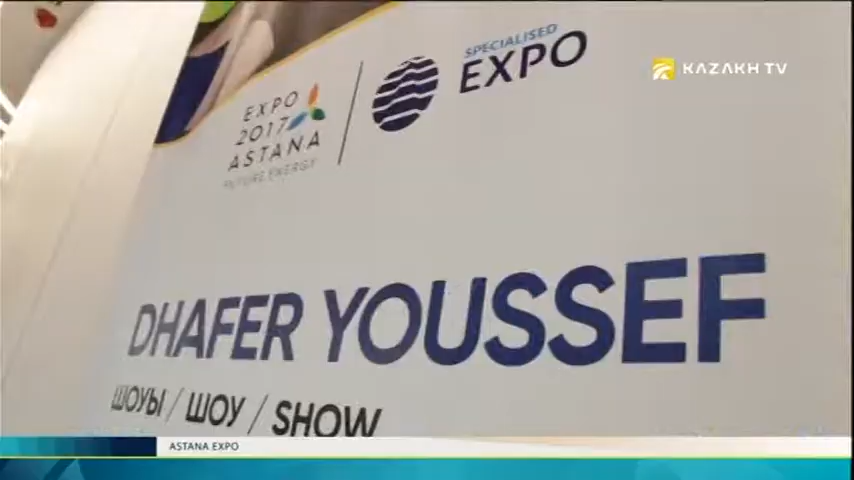 SPECIALISED
EXPO
KAZAKH TV
EXPO
2017
ASTANA
FUTURE ENERGY
DHAFER YOUSSEF
ШОУЫ / ШОУ / SHOW
ASTANA EXPO